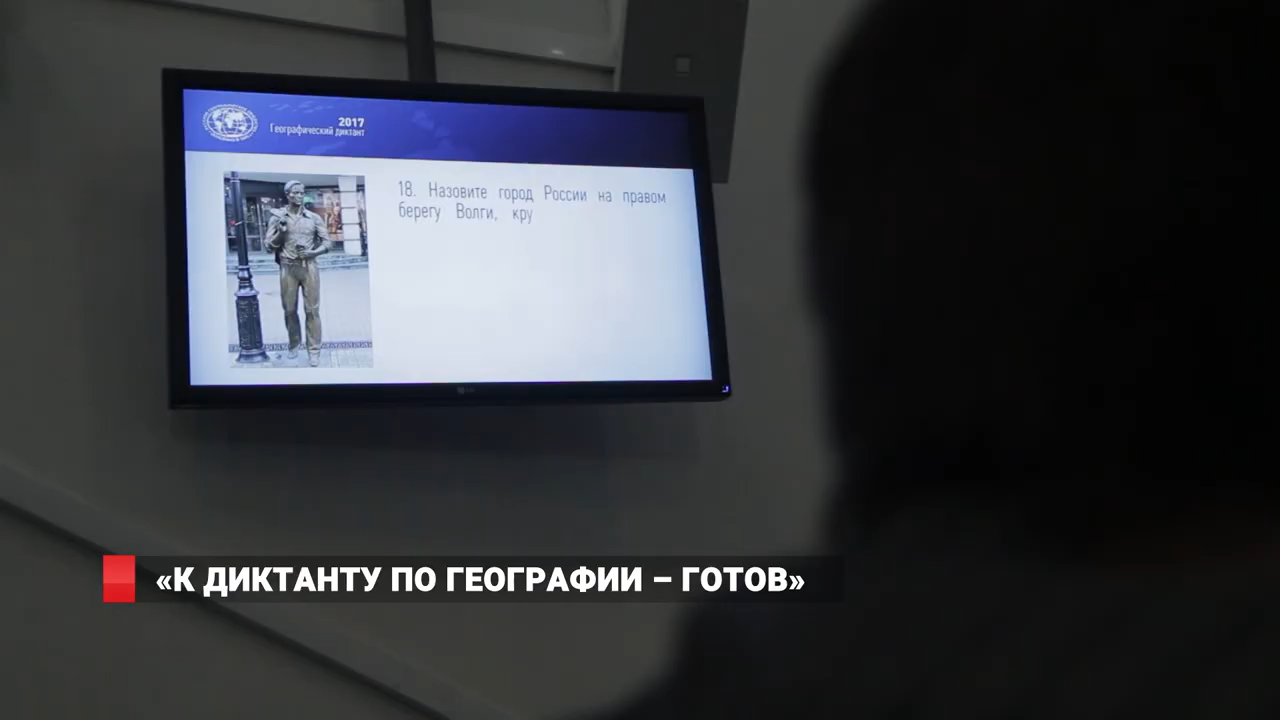 2017
Географический диктант
18. Назовите город России на правом
берегу Волги, кру
«К ДИКТАНТУ ПО ГЕОГРАФИИ – ГОТОВ»